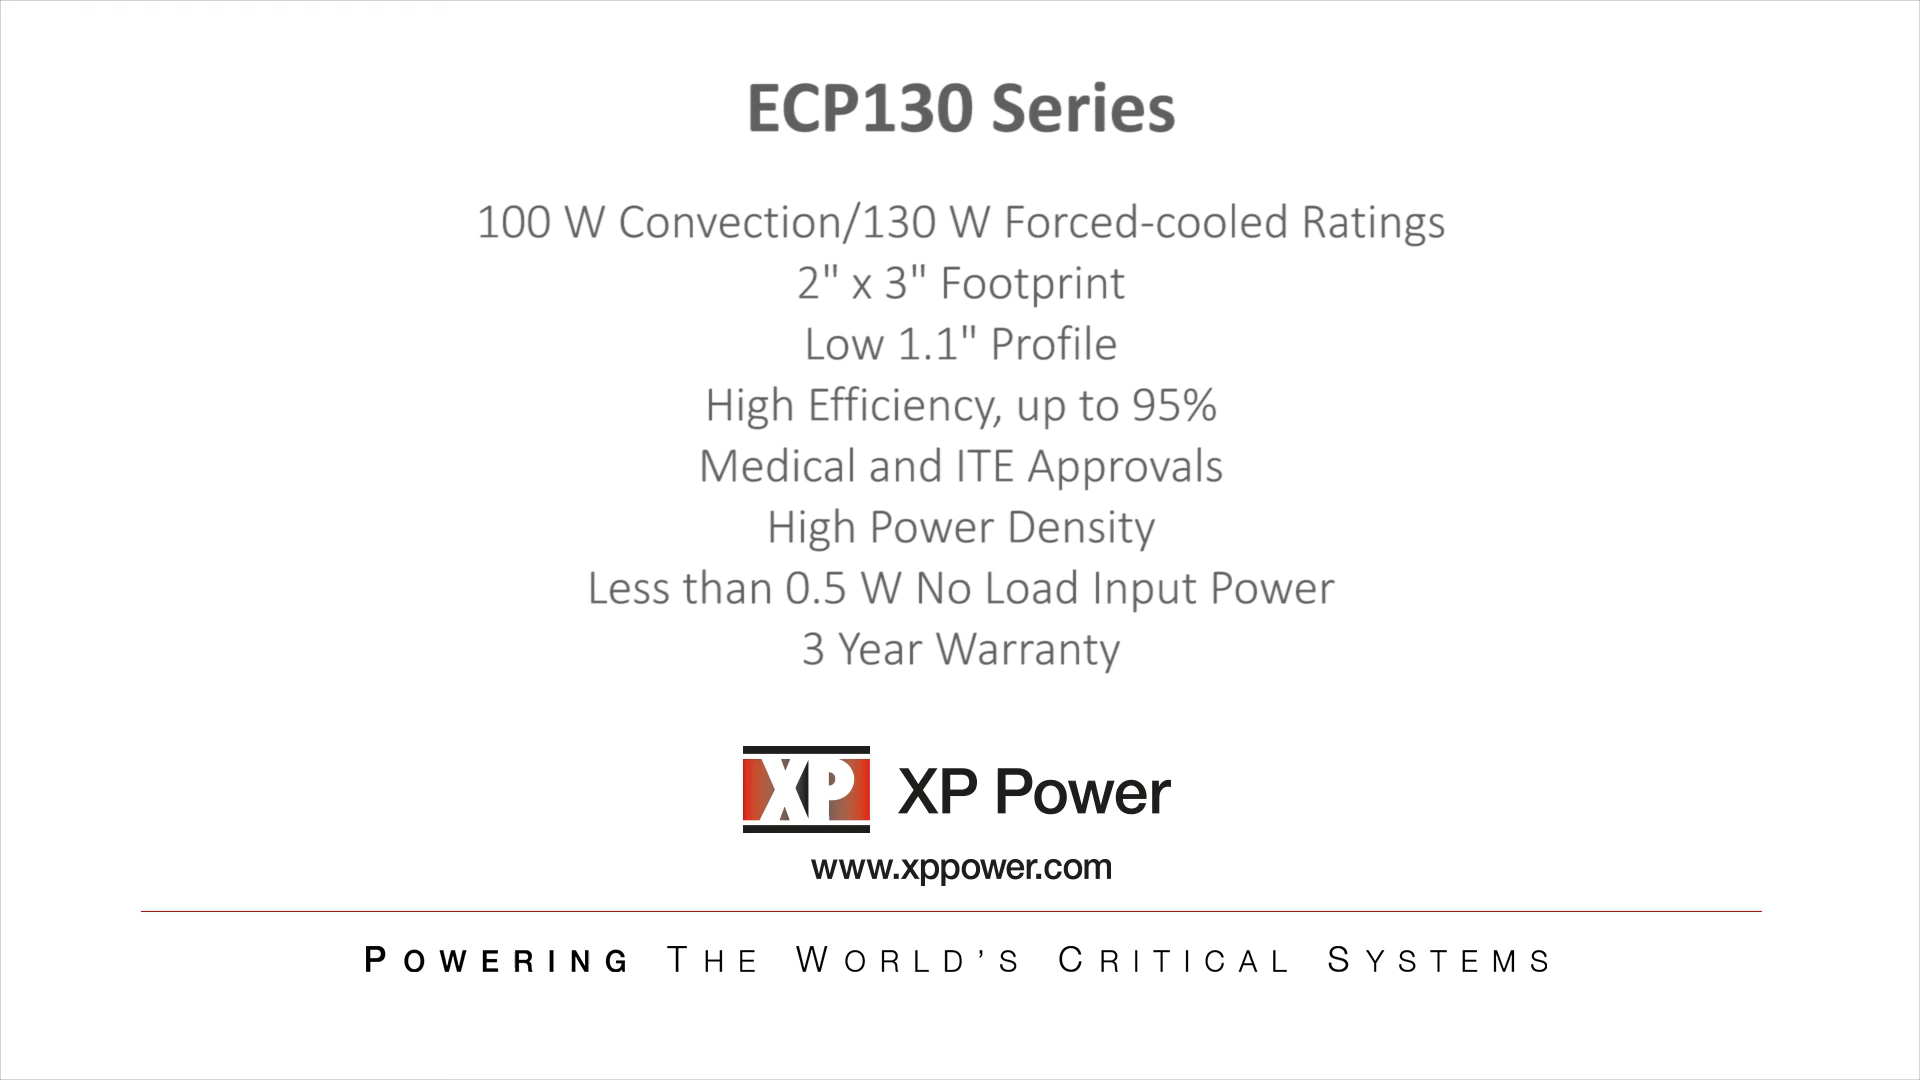 ECP130 Series
100 W Convection/130 W Forced-cooled Ratings
2" x 3" Footprint
Low 1.1" Profile
High Efficiency, up to 95%
Medical and ITE Approvals
High Power Density
Less than 0.5 W No Load Input Power
3 Year Warranty
XP XP Power
www.xppower.com
POWERING THE WORLD'S CRITICAL SYSTEMS